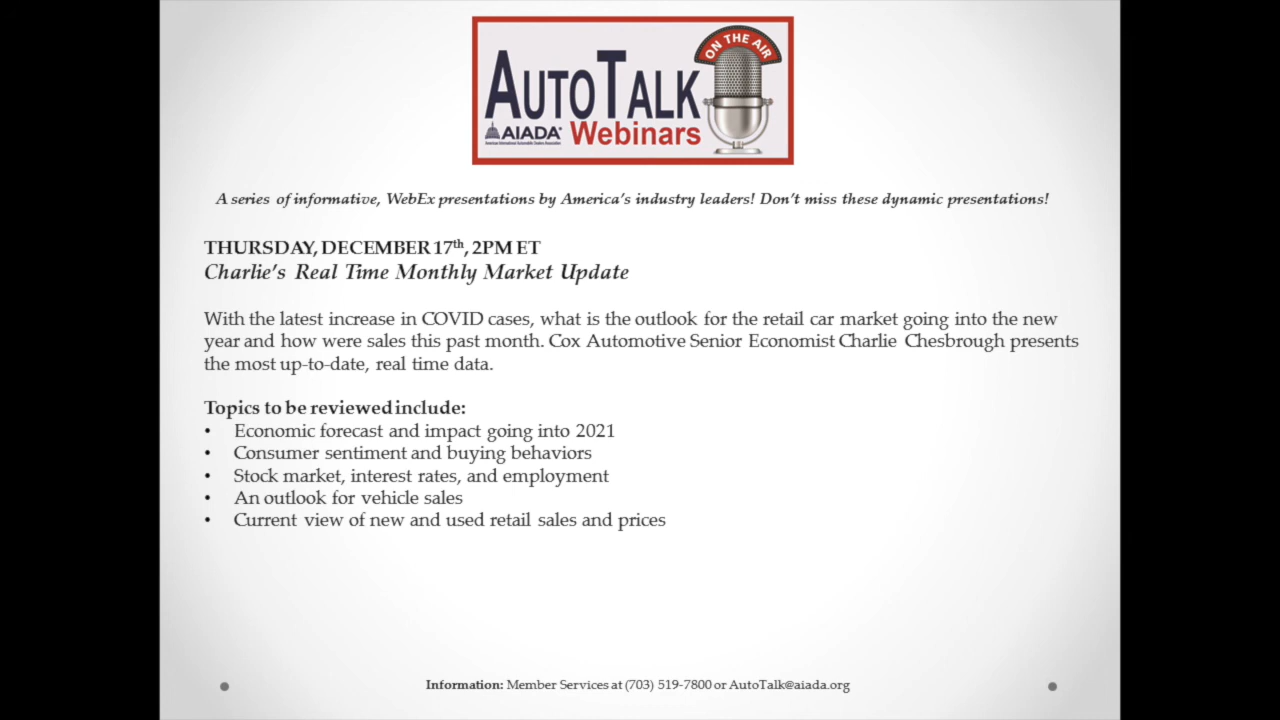 ON THE AIR
AUTOTALK
AIADA
Webinars
American International Automobile Dealers Association
A series of informative, WebEx presentations by America's industry leaders! Don't miss these dynamic presentations!
THURSDAY, DECEMBER 17th, 2PM ET
Charlie's Real Time Monthly Market Update
With the latest increase in COVID cases, what is the outlook for the retail car market going into the new
year and how were sales this past month. Cox Automotive Senior Economist Charlie Chesbrough presents
the most up-to-date, real time data.
Topics to be reviewed include:
• Economic forecast and impact going into 2021
• Consumer sentiment and buying behaviors
• Stock market, interest rates, and employment
• An outlook for vehicle sales
• Current view of new and used retail sales and prices
Information: Member Services at (703) 519-7800 or AutoTalk@aiada.org